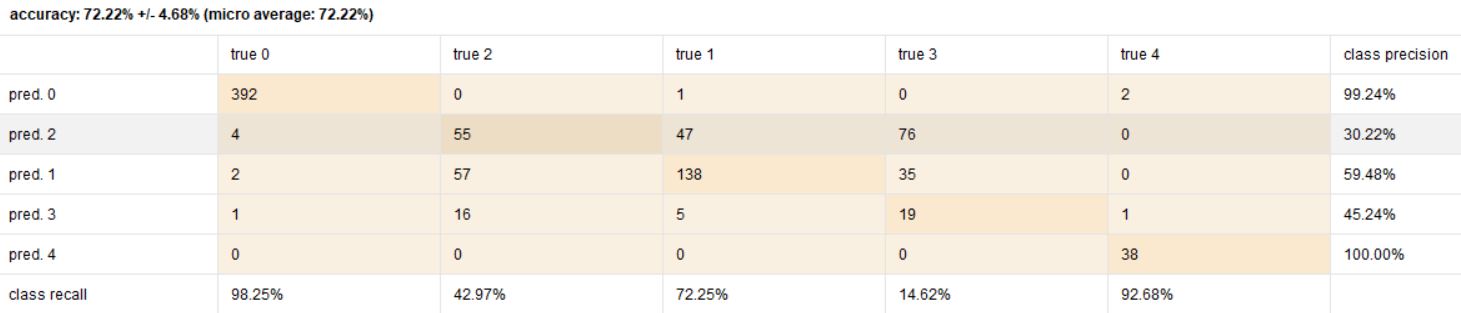 accuracy: 72.22% +/- 4.68% (micro average: 72.22%)
true 0 true 2 true 1 true 3 true 4 class precision
pred. 0 392 0 1 0 2 99.24%
pred. 2 4 55 47 76 0 30.22%
pred. 1 2 57 138 35 0 59.48%
pred. 3 1 16 5 19 1 45.24%
pred. 4 0 0 0 0 38 100.00%
class recall 98.25% 42.97% 72.25% 14.62% 92.68%